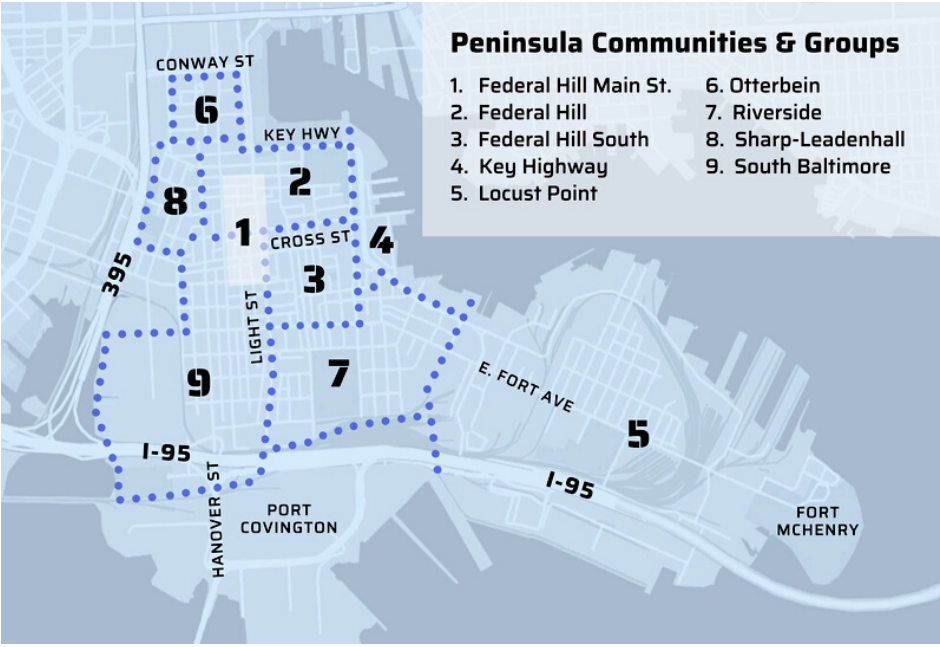 Peninsula Communities & Groups
1. Federal Hill Main St.
2. Federal Hill
3. Federal Hill South
4. Key Highway
5. Locust Point
6. Otterbein
7. Riverside
8. Sharp-Leadenhall
9. South Baltimore
CONWAY ST
6
KEY HWY
2
8
1
CROSS ST
4
395
3
LIGHT ST
9
7
E. FORT AVE
5
I-95
I-95
HANOVER ST
PORT
COVINGTON
FORT
MCHENRY